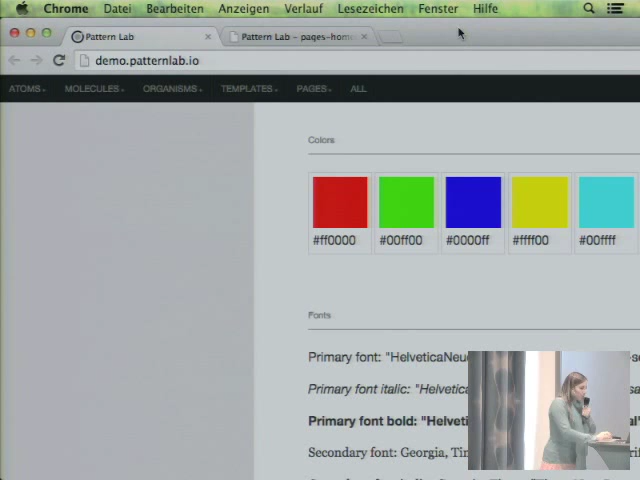 Chrome Datei Bearbeiten Anzeigen Verlauf Lesezeichen Fenster Hilfe
Pattern Lab Pattern Lab - pages-home
demo.patternlab.io
ATOMS MOLECULES ORGANISMS TEMPLATES PAGES ALL
Colors
#ff0000 #00ff00 #0000ff #ffff00 #00ffff
Fonts
Primary font: "HelveticaNeue
Primary font italic: "Helvetica
Primary font bold: "Helveti
Secondary font: Georgia, Tim